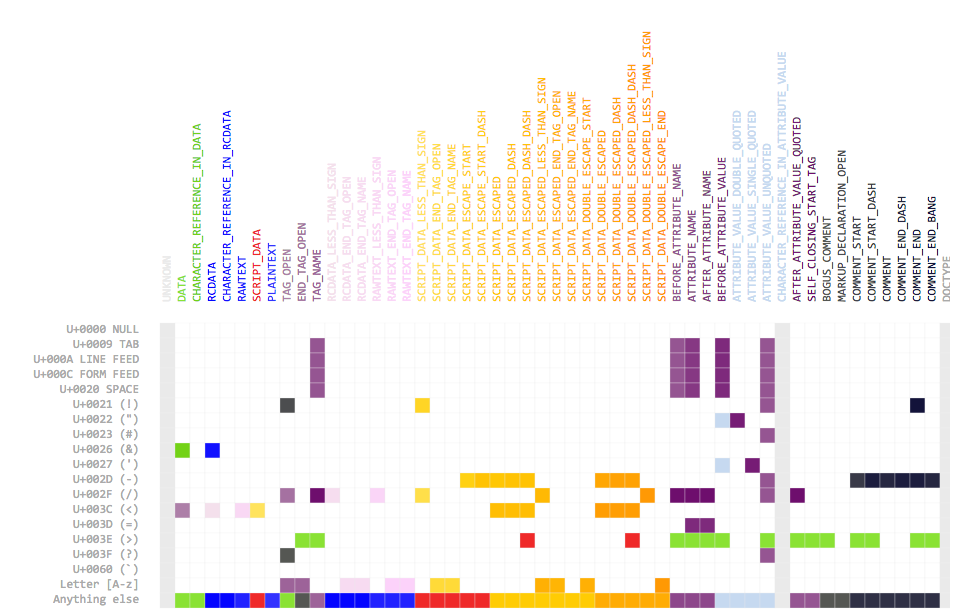 UNKNOWN
DATA
CHARACTER_REFERENCE_IN_DATA
RCDATA
CHARACTER_REFERENCE_IN_RCDATA
RAWTEXT
SCRIPT_DATA
PLAINTEXT
TAG_OPEN
END_TAG_OPEN
TAG_NAME
RCDATA_LESS_THAN_SIGN
RCDATA_END_TAG_OPEN
RCDATA_END_TAG_NAME
RAWTEXT_LESS_THAN_SIGN
RAWTEXT_END_TAG_OPEN
RAWTEXT_END_TAG_NAME
SCRIPT_DATA_LESS_THAN_SIGN
SCRIPT_DATA_END_TAG_OPEN
SCRIPT_DATA_END_TAG_NAME
SCRIPT_DATA_ESCAPE_START
SCRIPT_DATA_ESCAPE_START_DASH
SCRIPT_DATA_ESCAPED
SCRIPT_DATA_ESCAPED_DASH
SCRIPT_DATA_ESCAPED_DASH_DASH
SCRIPT_DATA_ESCAPED_LESS_THAN_SIGN
SCRIPT_DATA_ESCAPED_END_TAG_OPEN
SCRIPT_DATA_ESCAPED_END_TAG_NAME
SCRIPT_DATA_DOUBLE_ESCAPE_START
SCRIPT_DATA_DOUBLE_ESCAPED
SCRIPT_DATA_DOUBLE_ESCAPED_DASH
SCRIPT_DATA_DOUBLE_ESCAPED_DASH_DASH
SCRIPT_DATA_DOUBLE_ESCAPED_LESS_THAN_SIGN
SCRIPT_DATA_DOUBLE_ESCAPE_END
BEFORE_ATTRIBUTE_NAME
ATTRIBUTE_NAME
AFTER_ATTRIBUTE_NAME
BEFORE_ATTRIBUTE_VALUE
ATTRIBUTE_VALUE_DOUBLE_QUOTED
ATTRIBUTE_VALUE_SINGLE_QUOTED
ATTRIBUTE_VALUE_UNQUOTED
CHARACTER_REFERENCE_IN_ATTRIBUTE_VALUE
AFTER_ATTRIBUTE_VALUE_QUOTED
SELF_CLOSING_START_TAG
BOGUS_COMMENT
MARKUP_DECLARATION_OPEN
COMMENT_START
COMMENT_START_DASH
COMMENT
COMMENT_END_DASH
COMMENT_END
COMMENT_END_BANG
DOCTYPE
U+0000 NULL
U+0009 TAB
U+000A LINE FEED
U+000C FORM FEED
U+0020 SPACE
U+0021 (!)
U+0022 (")
U+0023 (#)
U+0026 (&)
U+0027 (')
U+002D (-)
U+002F (/)
U+003C (<)
U+003D (=)
U+003E (>)
U+003F (?)
U+0060 (`)
Letter [A-z]
Anything else